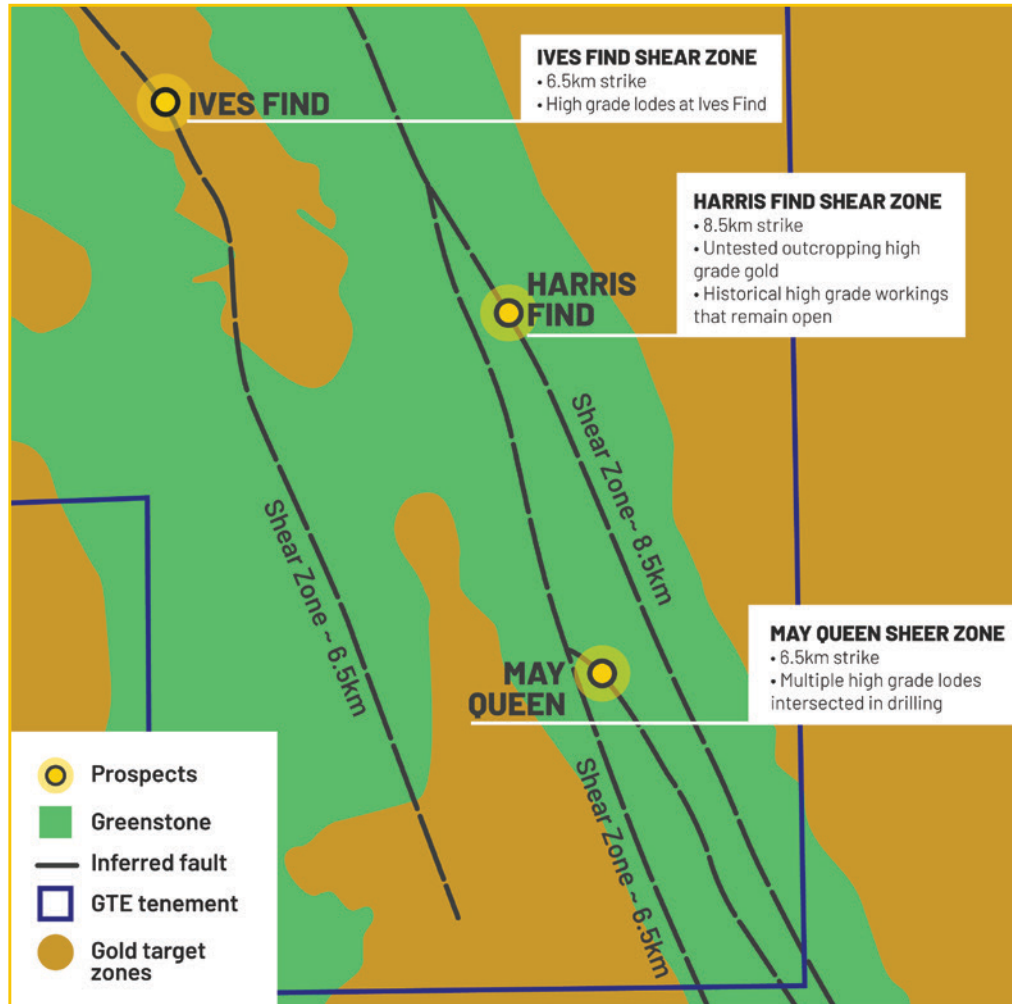 IVES FIND SHEAR ZONE
• 6.5km strike
• High grade lodes at Ives Find
IVES FIND
HARRIS FIND SHEAR ZONE
• 8.5km strike
• Untested outcropping high
grade gold
• Historical high grade workings
that remain open
HARRIS
FIND
Shear Zone~ 8.5km
Shear Zone ~ 6.5km
MAY QUEEN SHEER ZONE
• 6.5km strike
• Multiple high grade lodes
intersected in drilling
MAY
QUEEN
Shear Zone ~ 6.5km
Prospects
Greenstone
Inferred fault
GTE tenement
Gold target
zones